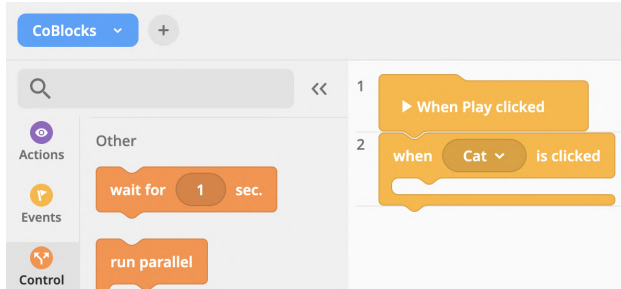 CoBlocks
+
1
When Play clicked
2
when Cat is clicked
Other
Actions
wait for 1 sec.
Events
run parallel
Control